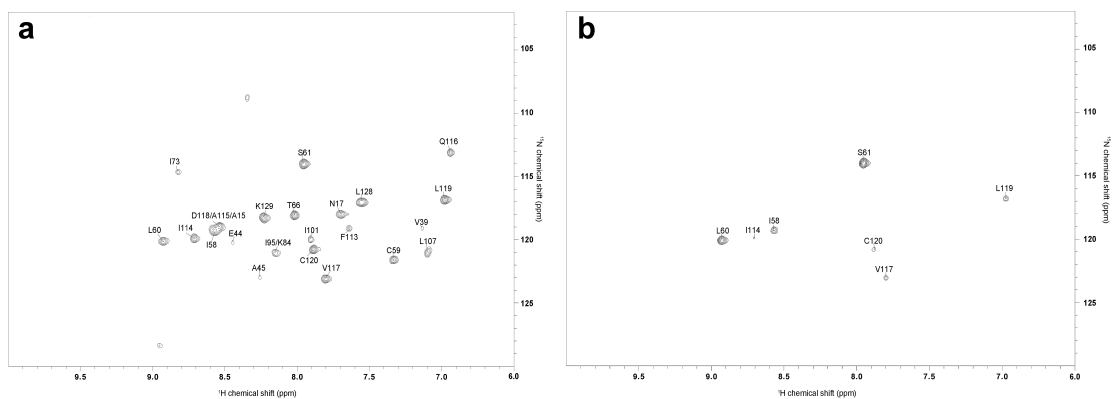 a
105
110
115
120
125
¹⁵N chemical shift (ppm)
Q116
S61
I73
L128
L119
K129
T66
N17
D118/A115/A15
V39
L60
I114
E44
I101
F113
I58
I95/K84
L107
C120
C59
A45
V117
9.0
8.5
8.0
7.5
7.0
6.5
6.0
¹H chemical shift (ppm)
b
105
110
115
120
125
¹⁵N chemical shift (ppm)
S61
L119
I58
L60
I114
C120
V117
9.0
8.5
8.0
7.5
7.0
6.5
6.0
¹H chemical shift (ppm)